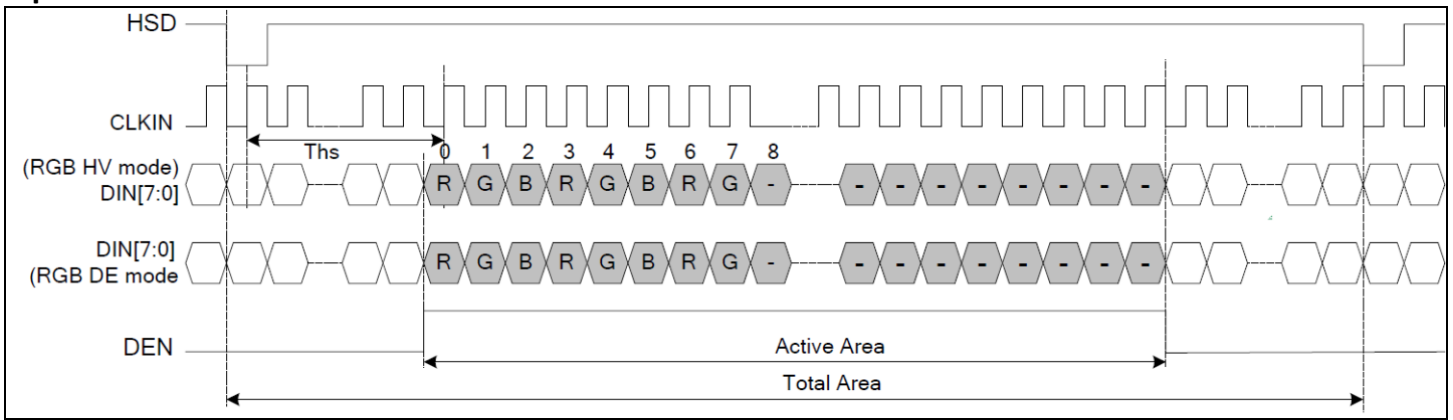 HSD
CLKIN
Ths
(RGB HV mode)
DIN[7:0]
0 1 2 3 4 5 6 7 8
R G B R G B R G - - - - - - - - -
DIN[7:0]
(RGB DE mode
R G B R G B R G - - - - - - - - -
DEN
Active Area
Total Area